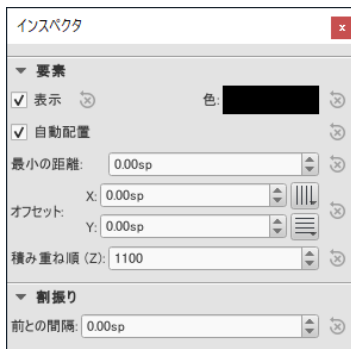 インスペクタ
要素
表示 色:
自動配置
最小の距離: 0.00sp
オフセット: X: 0.00sp
Y: 0.00sp
積み重ね順 (Z): 1100
割振り
前との間隔: 0.00sp